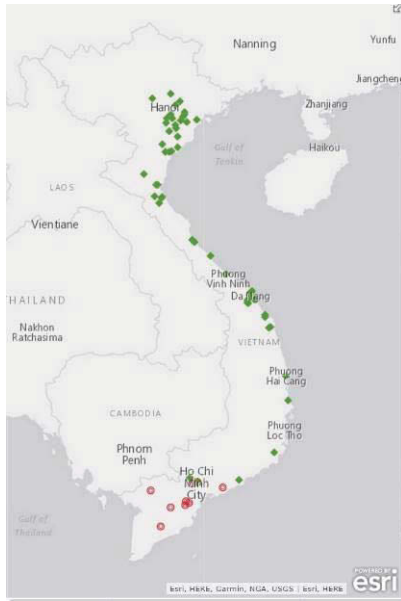 Nanning
Yunfu
Jiangcheng
Hanoi
Zhanjiang
Gulf of
Tonkin
Haikou
LAOS
Vientiane
Phuong
Vinh Ninh
Da Nang
THAILAND
Nakhon
Ratchasima
VIETNAM
Phuong
Hai Cang
CAMBODIA
Phuong
Loc Tho
Phnom
Penh
Ho Chi
Minh
City
Gulf of
Thailand
POWERED BY
esri
Esri, HERE, Garmin, NGA, USGS | Esri, HERE